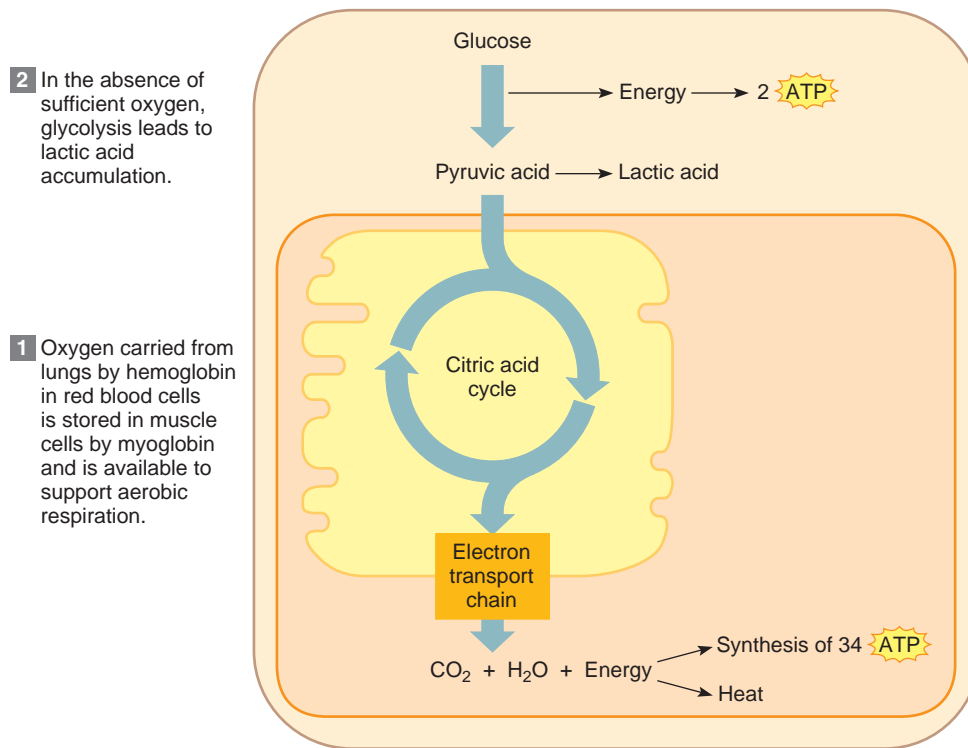 Glucose
2 In the absence of
sufficient oxygen,
glycolysis leads to
lactic acid
accumulation.
Energy
2 ATP
Pyruvic acid
Lactic acid
1 Oxygen carried from
lungs by hemoglobin
in red blood cells
is stored in muscle
cells by myoglobin
and is available to
support aerobic
respiration.
Citric acid
cycle
Electron
transport
chain
CO₂ + H₂O + Energy
Synthesis of 34 ATP
Heat